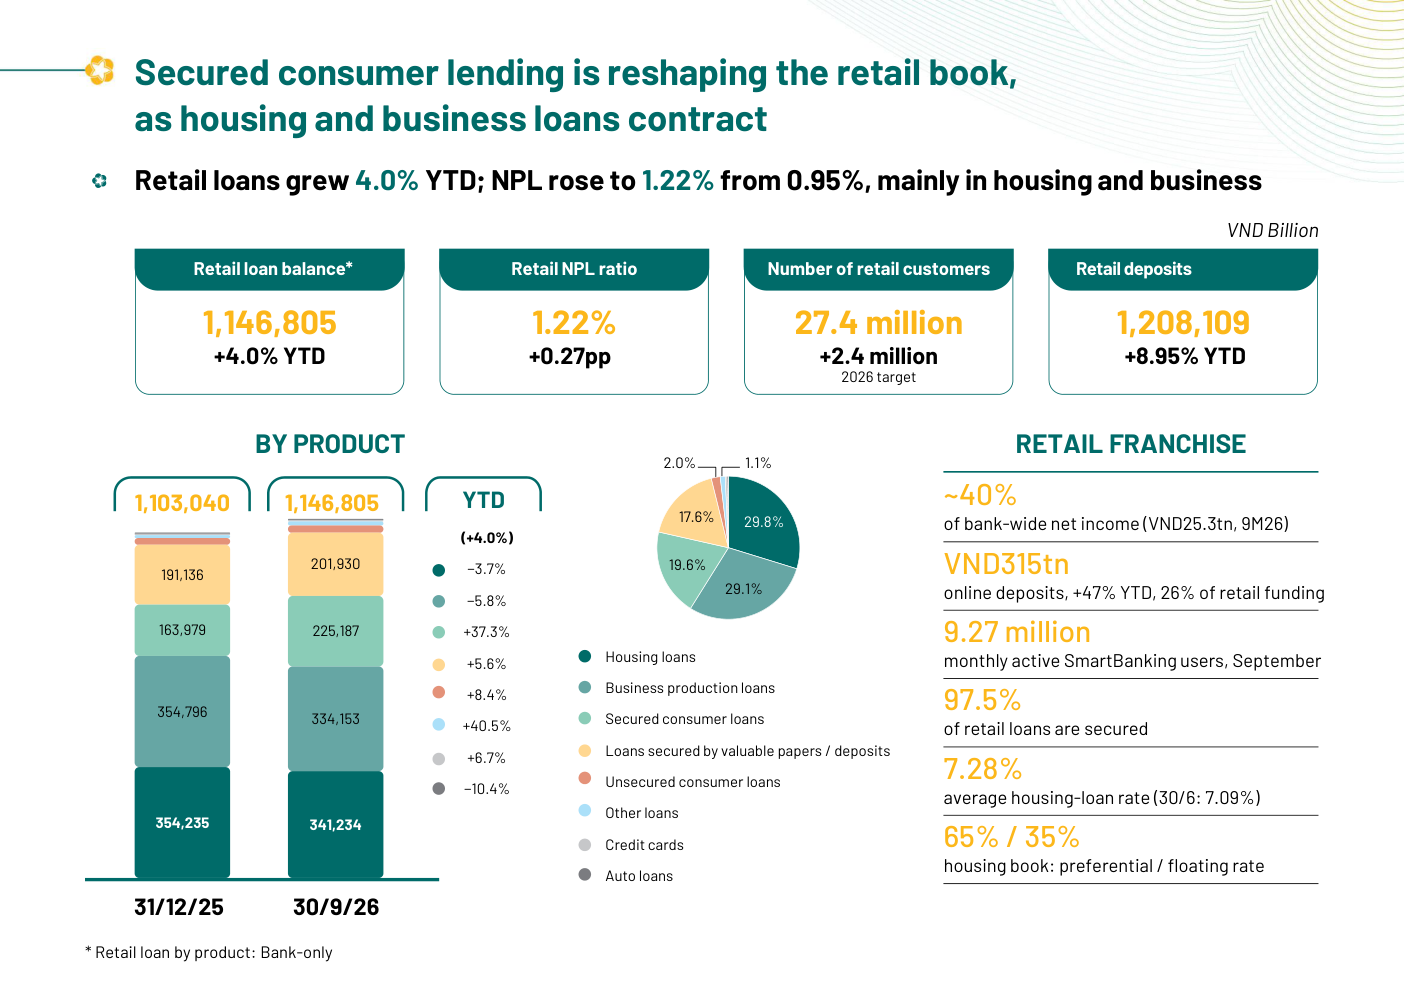 Secured consumer lending is reshaping the retail book,
as housing and business loans contract
Retail loans grew 4.0% YTD; NPL rose to 1.22% from 0.95%, mainly in housing and business
VND Billion
Retail loan balance*
1,146,805
+4.0% YTD
Retail NPL ratio
1.22%
+0.27pp
Number of retail customers
27.4 million
+2.4 million
2026 target
Retail deposits
1,208,109
+8.95% YTD
BY PRODUCT
1,103,040
1,146,805
YTD
(+4.0%)
191,136
163,979
354,796
354,235
201,930
225,187
334,153
341,234
−3.7%
−5.8%
+37.3%
+5.6%
+8.4%
+40.5%
+6.7%
−10.4%
31/12/25
30/9/26
2.0%
1.1%
17.6%
29.8%
19.6%
29.1%
Housing loans
Business production loans
Secured consumer loans
Loans secured by valuable papers / deposits
Unsecured consumer loans
Other loans
Credit cards
Auto loans
RETAIL FRANCHISE
~40%
of bank-wide net income (VND25.3tn, 9M26)
VND315tn
online deposits, +47% YTD, 26% of retail funding
9.27 million
monthly active SmartBanking users, September
97.5%
of retail loans are secured
7.28%
average housing-loan rate (30/6: 7.09%)
65% / 35%
housing book: preferential / floating rate
* Retail loan by product: Bank-only